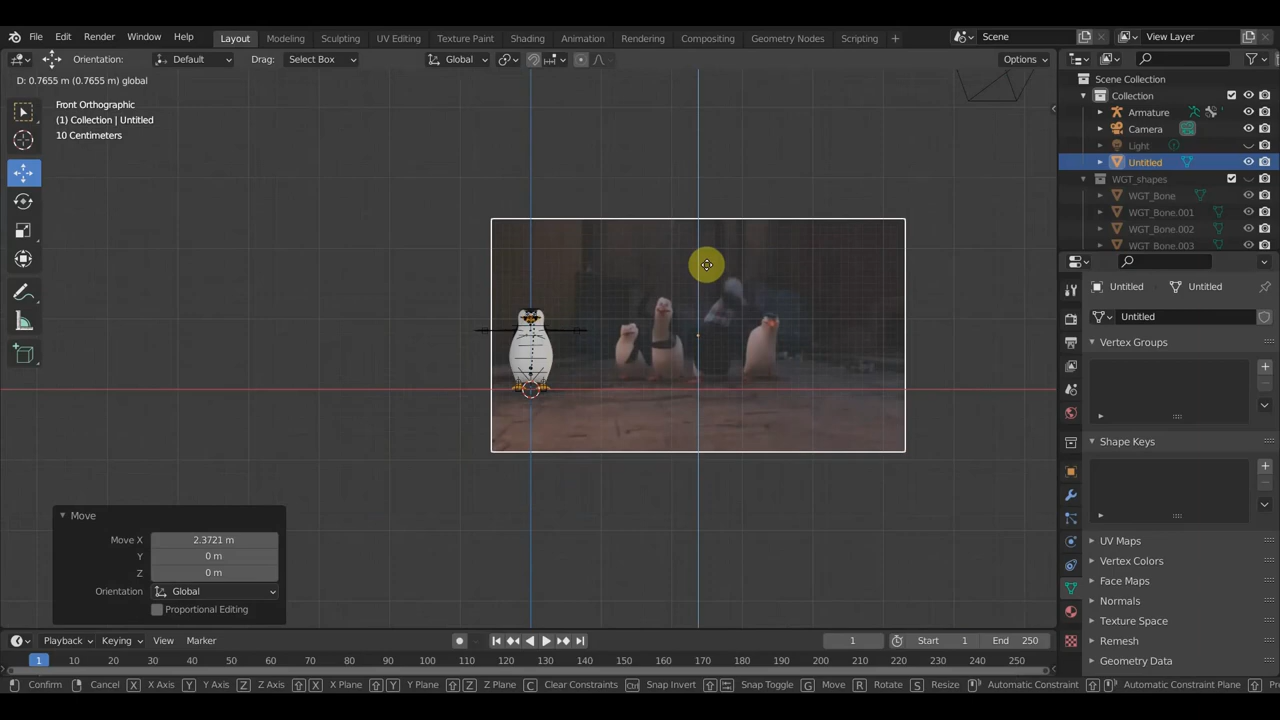 File Edit Render Window Help Layout Modeling Sculpting UV Editing Texture Paint Shading Animation Rendering Compositing Geometry Nodes Scripting + Scene View Layer
Orientation: Default Drag: Select Box Global Options
D: 0.7655 m (0.7655 m) global
Front Orthographic
(1) Collection | Untitled
10 Centimeters
Scene Collection
Collection
Armature
Camera
Light
Untitled
WGT_shapes
WGT_Bone
WGT_Bone.001
WGT_Bone.002
WGT_Bone.003
Untitled Untitled
Untitled
Vertex Groups
Shape Keys
UV Maps
Vertex Colors
Face Maps
Normals
Texture Space
Remesh
Geometry Data
Move
Move X 2.3721 m
Y 0 m
Z 0 m
Orientation Global
Proportional Editing
Playback Keying View Marker 1 Start 1 End 250
1 10 20 30 40 50 60 70 80 90 100 110 120 130 140 150 160 170 180 190 200 210 220 230 240 250
Confirm Cancel X X Axis Y Y Axis Z Z Axis X X Plane Y Y Plane Z Z Plane C Clear Constraints Ctrl Snap Invert Snap Toggle G Move R Rotate S Resize Automatic Constraint Automatic Constraint Plane